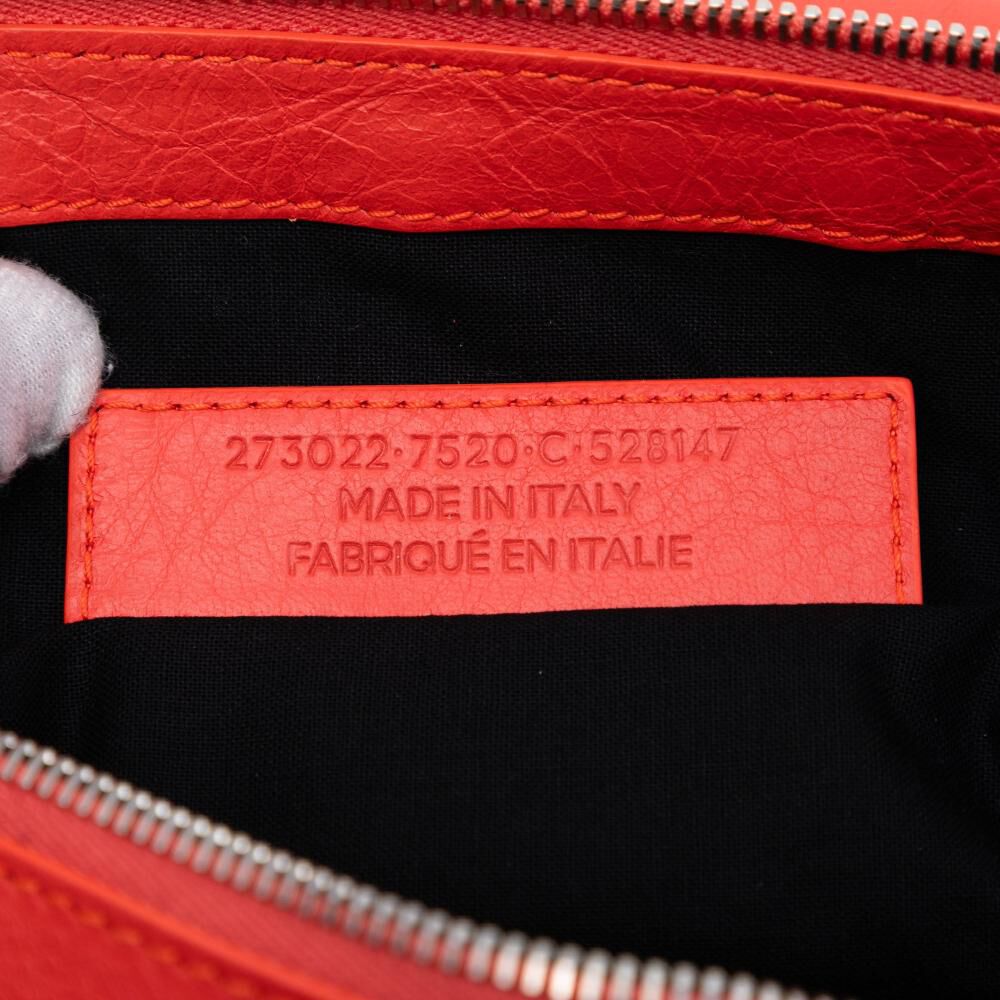 273022·7520·C·528147
MADE IN ITALY
FABRIQUÉ EN ITALIE